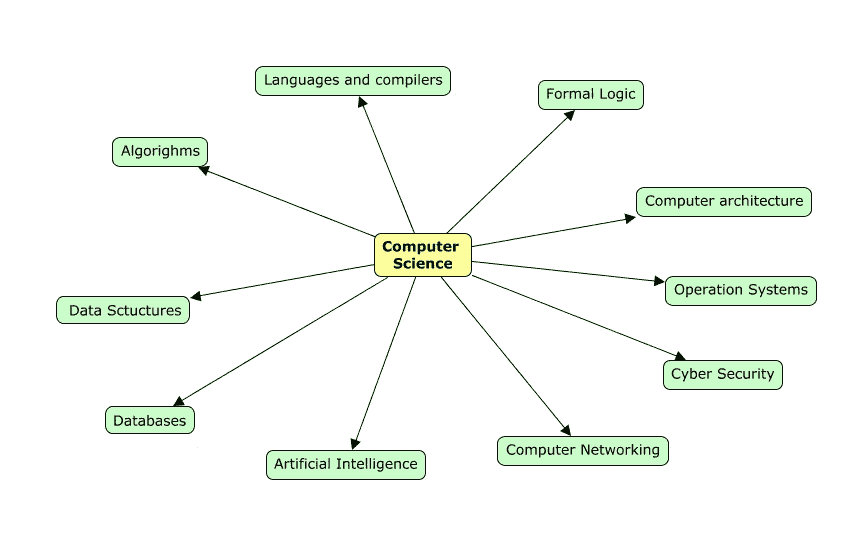 Languages and compilers
Formal Logic
Algorighms
Computer architecture
Computer
Science
Operation Systems
Data Sctuctures
Cyber Security
Databases
Computer Networking
Artificial Intelligence